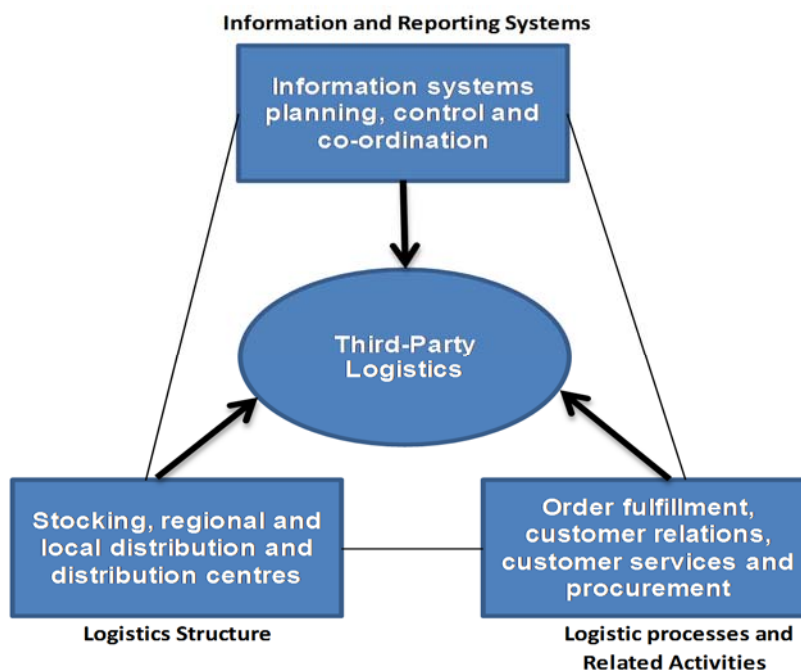 Information and Reporting Systems
Information systems
planning, control and
co-ordination
Third-Party
Logistics
Stocking, regional and
local distribution and
distribution centres
Logistics Structure
Order fulfillment,
customer relations,
customer services and
procurement
Logistic processes and
Related Activities